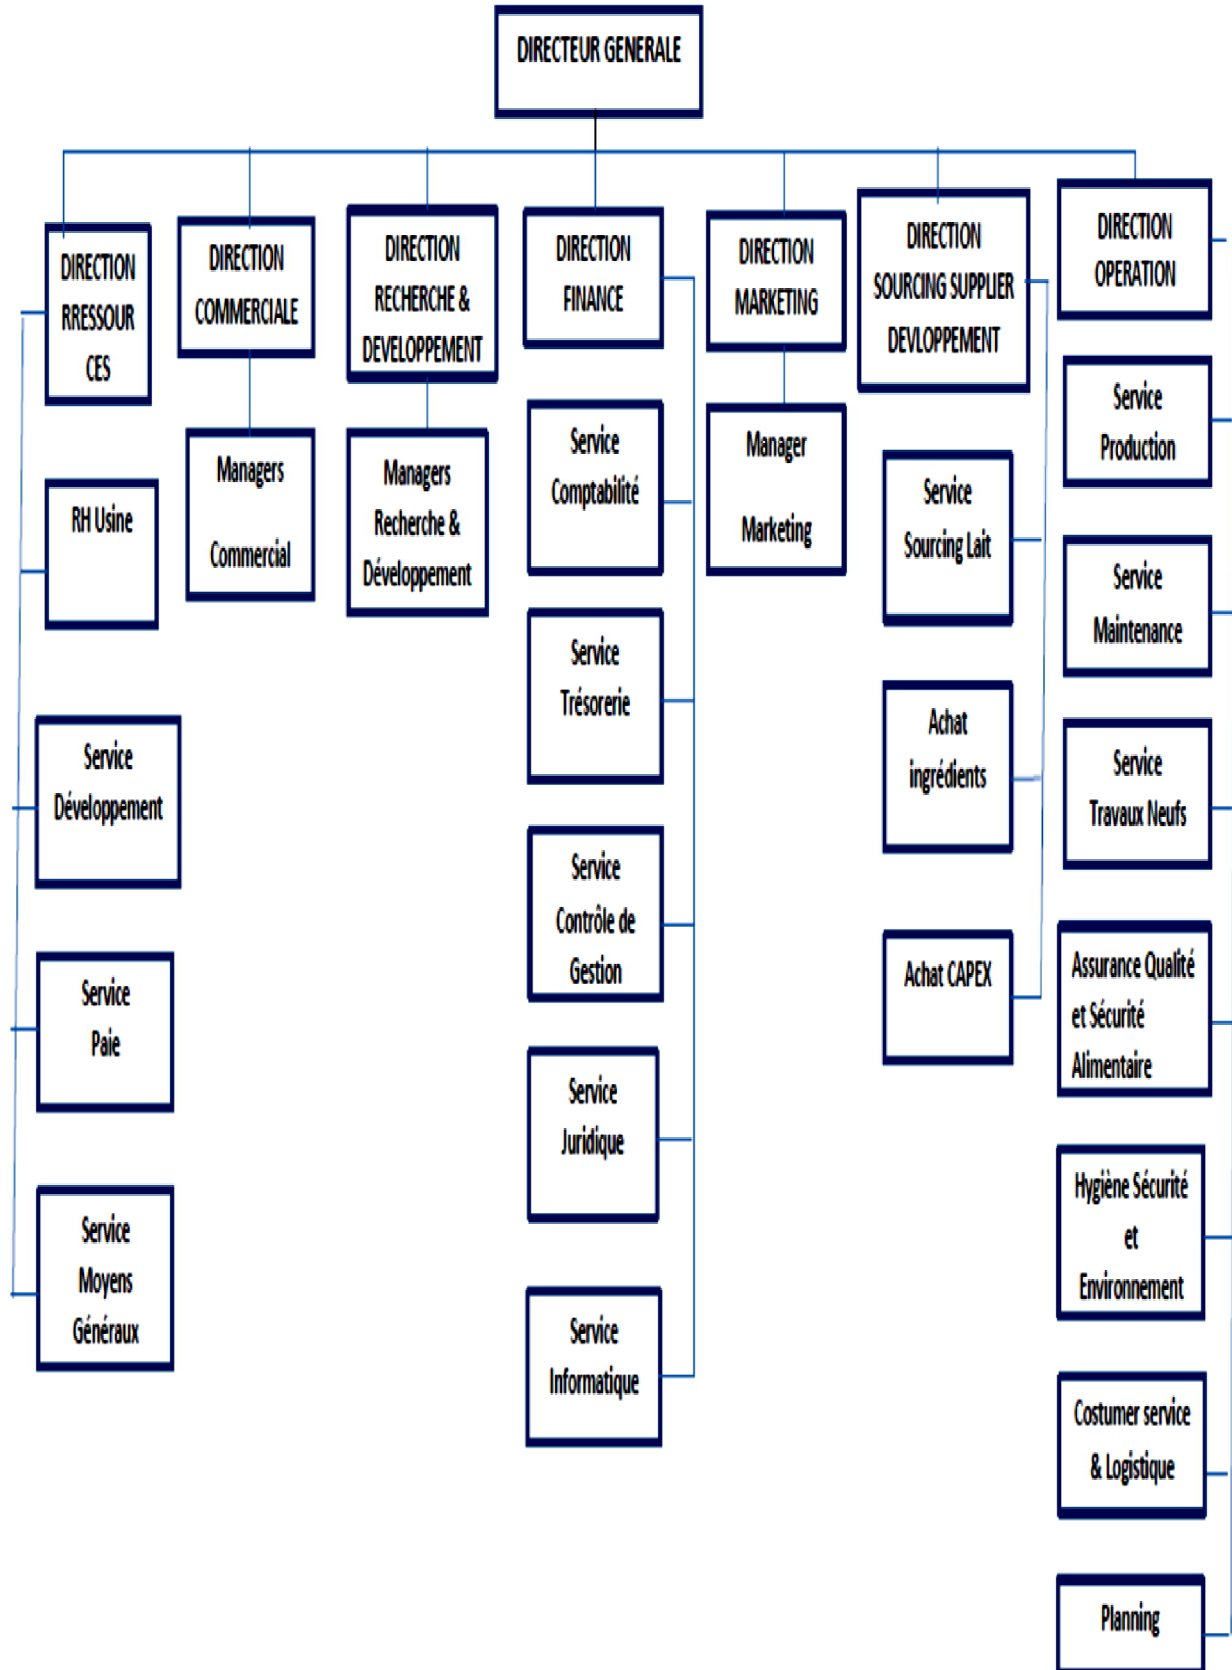 DIRECTEUR GENERALE
DIRECTION
RRESSOUR
CES
DIRECTION
COMMERCIALE
DIRECTION
RECHERCHE &
DEVELOPPEMENT
DIRECTION
FINANCE
DIRECTION
MARKETING
DIRECTION
SOURCING SUPPLIER
DEVLOPPEMENT
DIRECTION
OPERATION
RH Usine
Service
Développement
Service
Paie
Service
Moyens
Généraux
Managers
Commercial
Managers
Recherche &
Développement
Service
Comptabilité
Service
Trésorerie
Service
Contrôle de
Gestion
Service
Juridique
Service
Informatique
Manager
Marketing
Service
Sourcing Lait
Achat
ingrédients
Achat CAPEX
Service
Production
Service
Maintenance
Service
Travaux Neufs
Assurance Qualité
et Sécurité
Alimentaire
Hygiène Sécurité
et
Environnement
Costumer service
& Logistique
Planning